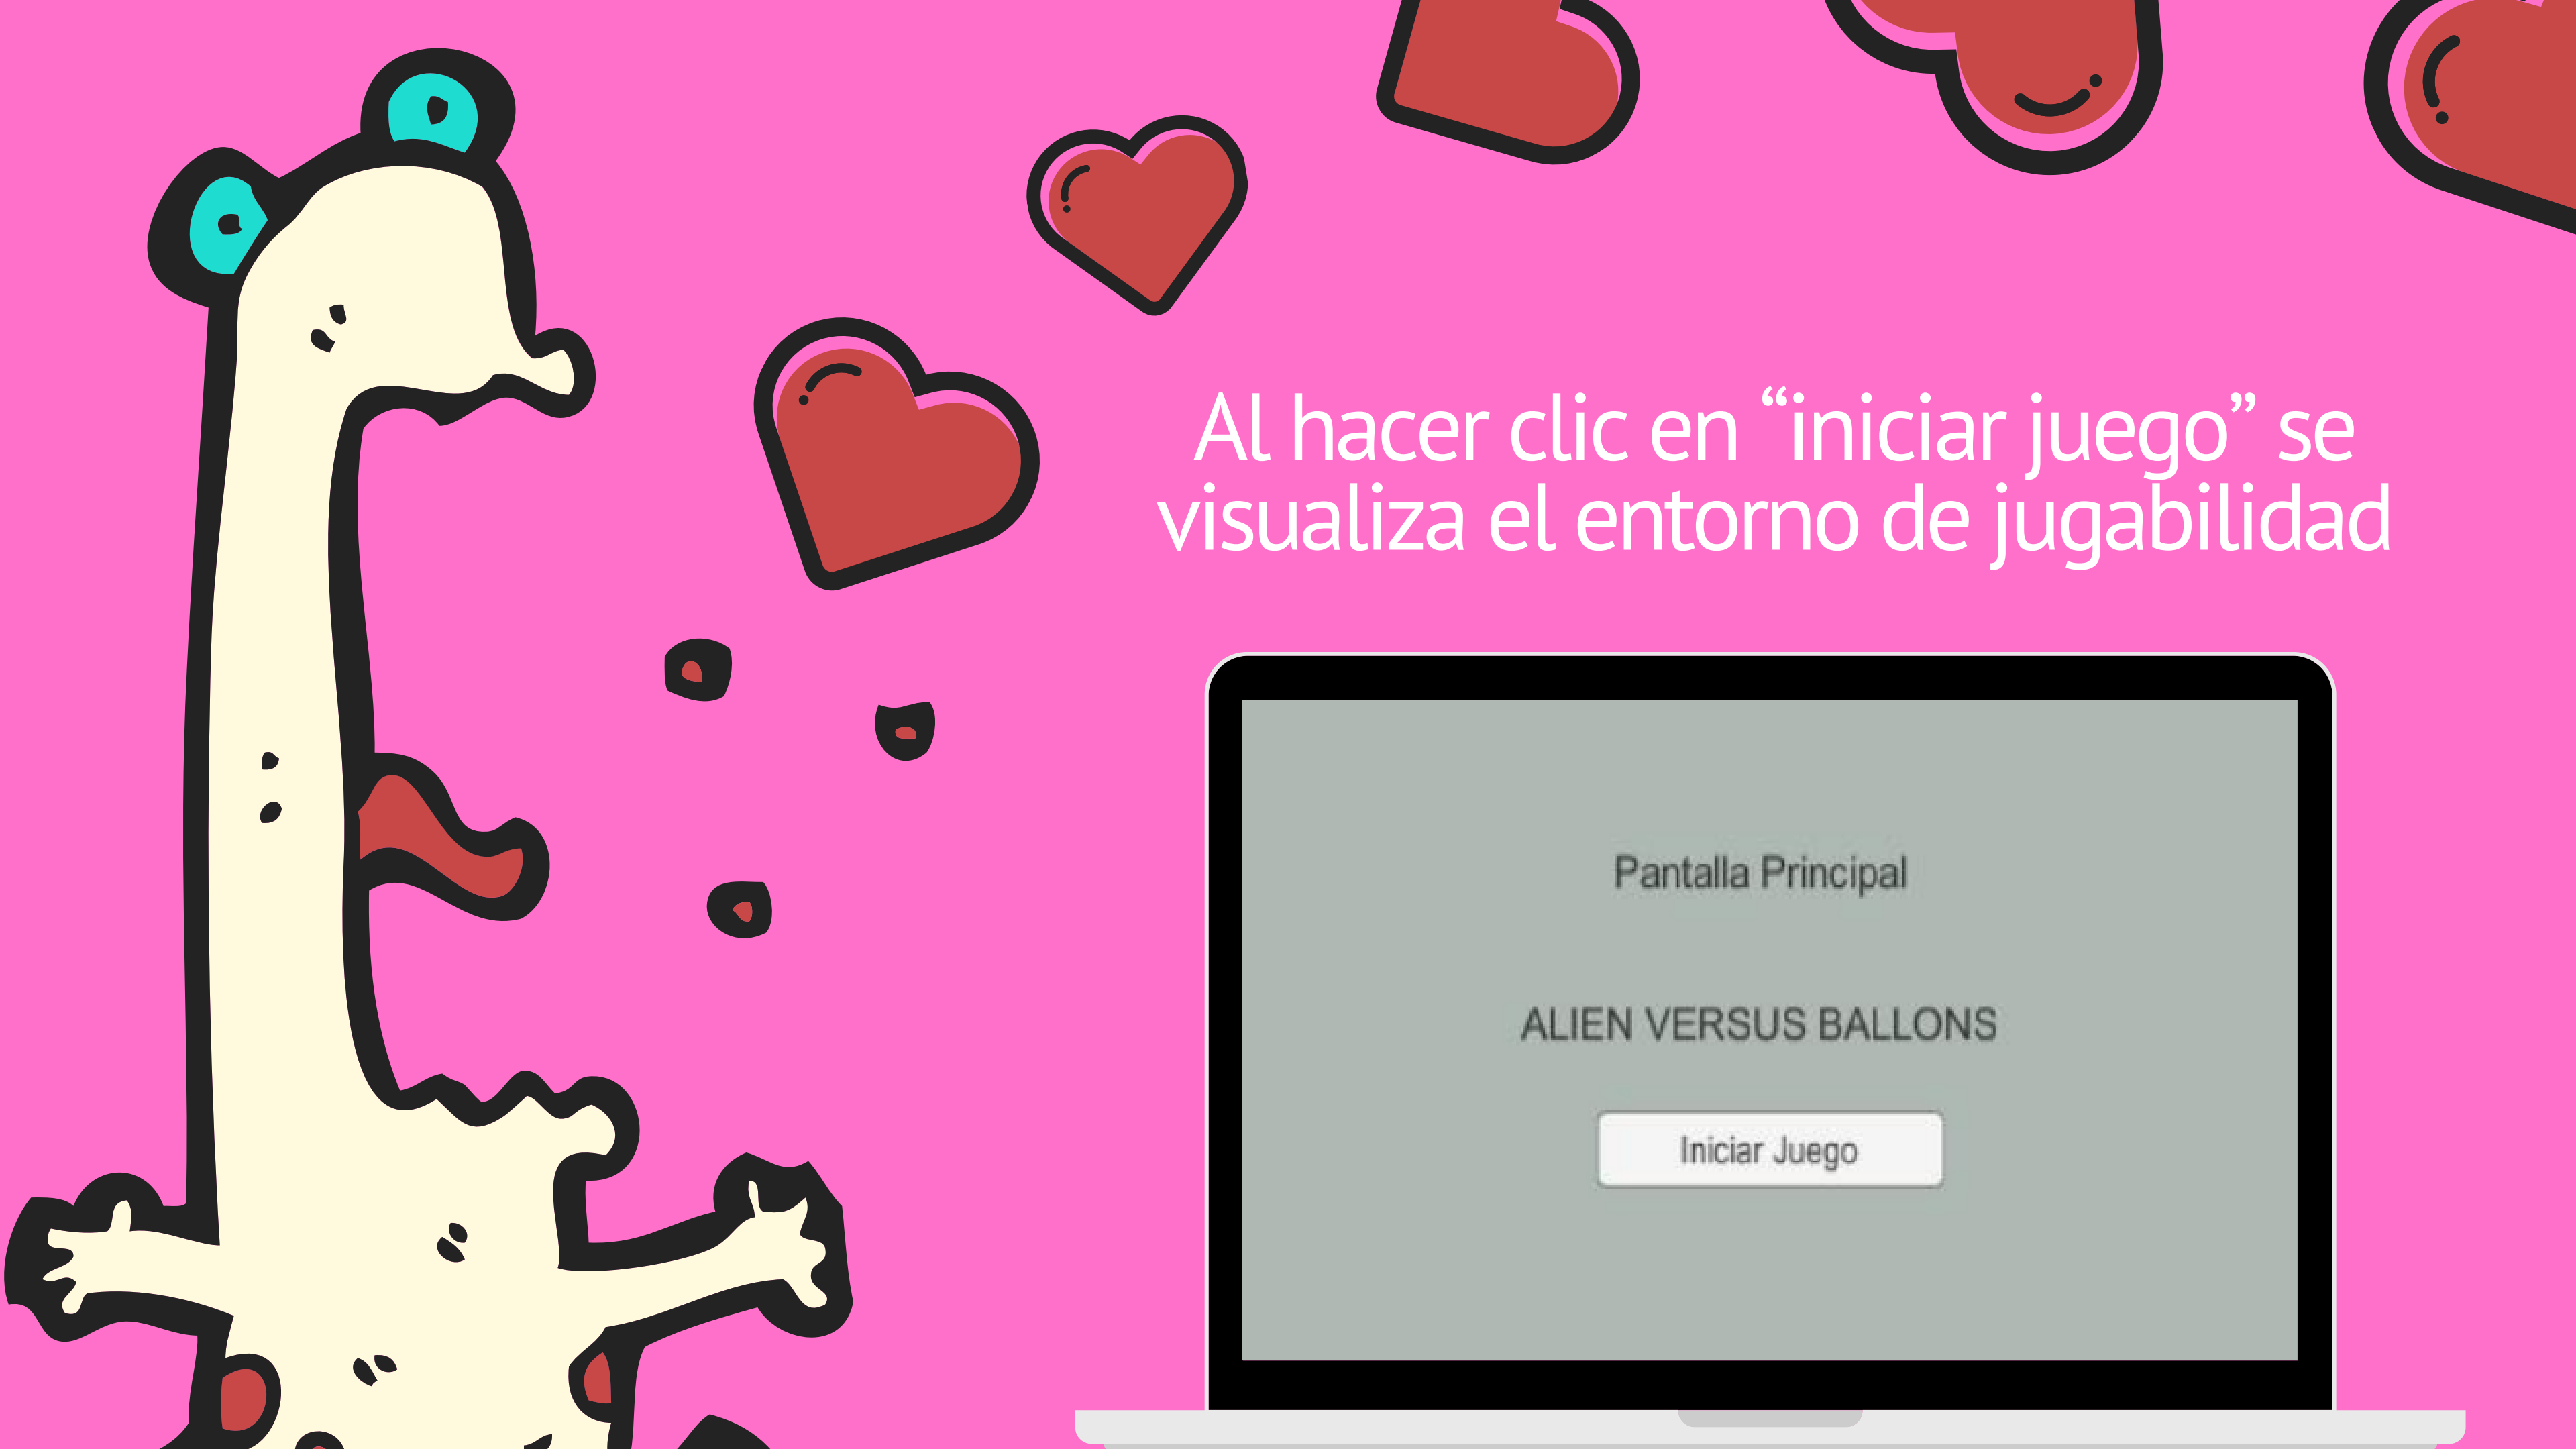 Al hacer clic en “iniciar juego” se
visualiza el entorno de jugabilidad
Pantalla Principal
ALIEN VERSUS BALLONS
Iniciar Juego